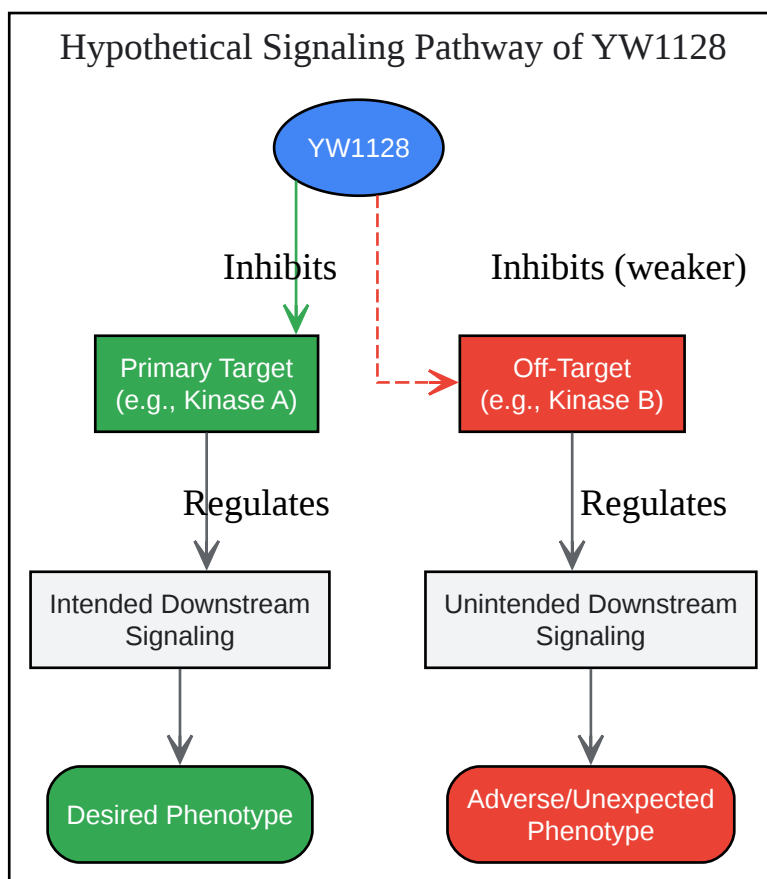 Hypothetical Signaling Pathway of YW1128
YW1128
Inhibits
Inhibits (weaker)
Primary Target
(e.g., Kinase A)
Off-Target
(e.g., Kinase B)
Regulates
Regulates
Intended Downstream
Signaling
Unintended Downstream
Signaling
Desired Phenotype
Adverse/Unexpected
Phenotype